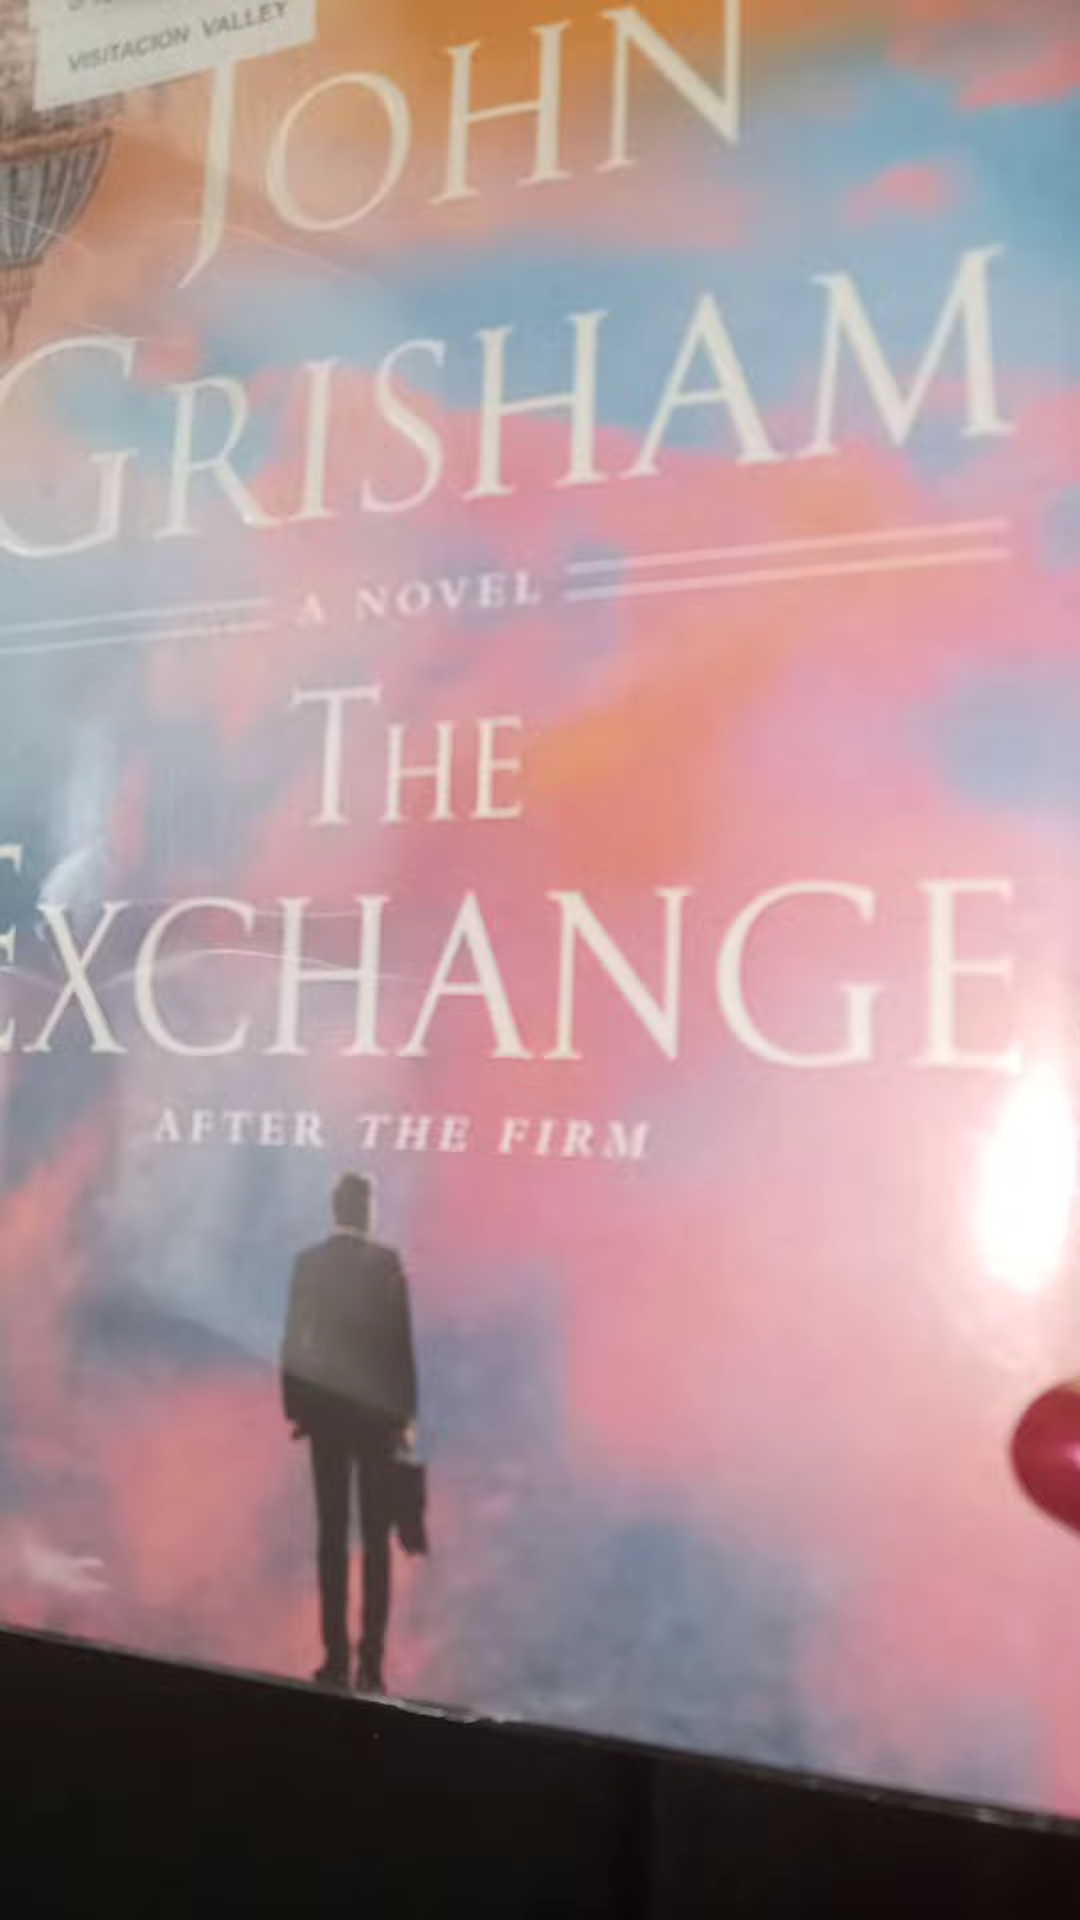 VISITACION VALLEY
JOHN
GRISHAM
A NOVEL
THE
EXCHANGE
AFTER THE FIRM